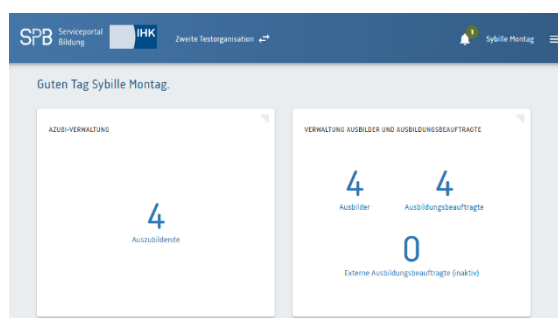 SPB Serviceportal Bildung IHK Zweite Testorganisation 1 Sybille Montag
Guten Tag Sybille Montag.
AZUBI-VERWALTUNG
4
Auszubildende
VERWALTUNG AUSBILDER UND AUSBILDUNGSBEAUFTRAGTE
4
Ausbilder
4
Ausbildungsbeauftragte
0
Externe Ausbildungsbeauftragte (inaktiv)